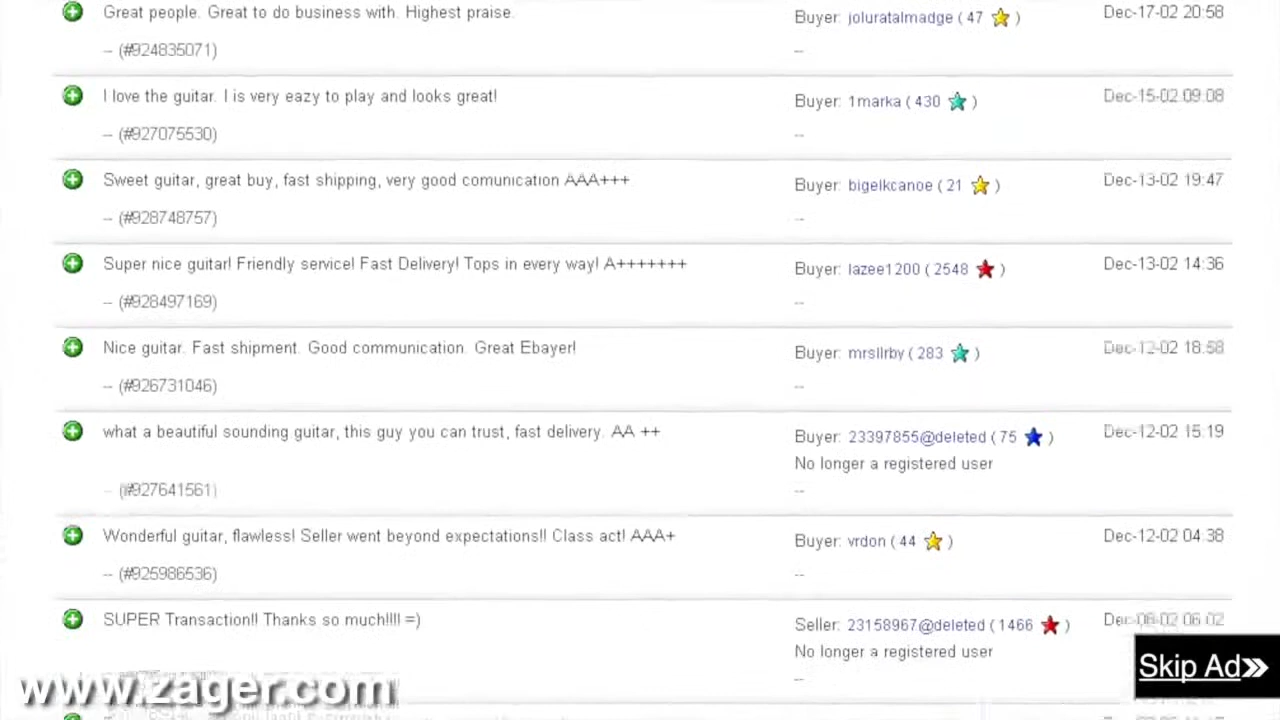 Great people. Great to do business with. Highest praise. Buyer: joluratalmadge ( 47 ) Dec-17-02 20:58
-- (#924835071) --
I love the guitar. I is very eazy to play and looks great! Buyer: 1marka ( 430 ) Dec-15-02 09:08
-- (#927075530) --
Sweet guitar, great buy, fast shipping, very good comunication AAA+++ Buyer: bigelkcanoe ( 21 ) Dec-13-02 19:47
-- (#928748757) --
Super nice guitar! Friendly service! Fast Delivery! Tops in every way! A+++++++ Buyer: lazee1200 ( 2548 ) Dec-13-02 14:36
-- (#928497169) --
Nice guitar. Fast shipment. Good communication. Great Ebayer! Buyer: mrsllrby ( 283 ) Dec-12-02 18:58
-- (#926731046) --
what a beautiful sounding guitar, this guy you can trust, fast delivery. AA ++ Buyer: 23397855@deleted ( 75 ) Dec-12-02 15:19
No longer a registered user
-- (#927641561) --
Wonderful guitar, flawless! Seller went beyond expectations!! Class act! AAA+ Buyer: vrdon ( 44 ) Dec-12-02 04:38
-- (#925986536) --
SUPER Transaction!! Thanks so much!!!! =) Seller: 23158967@deleted ( 1466 ) Dec-08-02 06:02
No longer a registered user
--
Skip Ad
www.zager.com